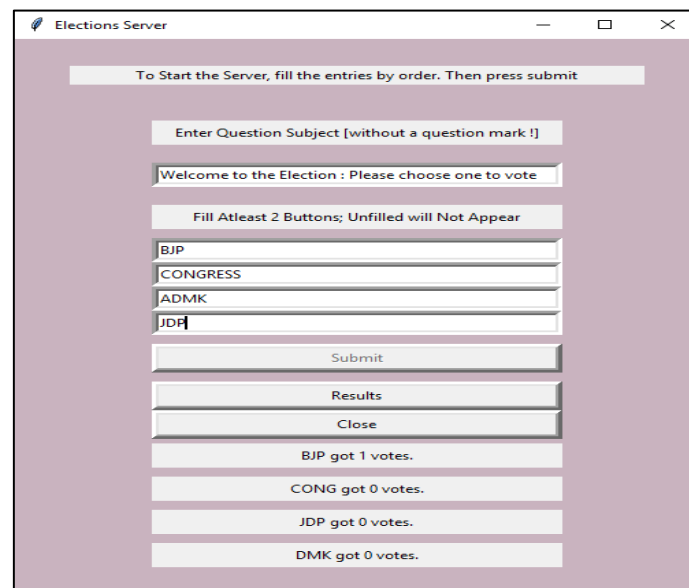 Elections Server
To Start the Server, fill the entries by order. Then press submit
Enter Question Subject [without a question mark !]
Welcome to the Election : Please choose one to vote
Fill Atleast 2 Buttons; Unfilled will Not Appear
BJP
CONGRESS
ADMK
JDP
Submit
Results
Close
BJP got 1 votes.
CONG got 0 votes.
JDP got 0 votes.
DMK got 0 votes.